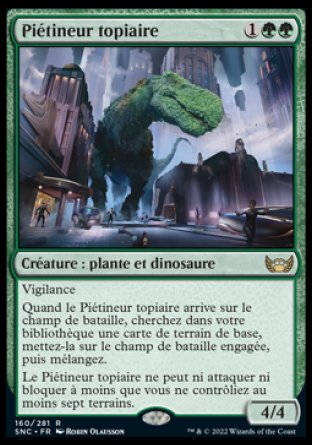 Piétineur topiaire 1
Créature : plante et dinosaure
Vigilance
Quand le Piétineur topiaire arrive sur le
champ de bataille, cherchez dans votre
bibliothèque une carte de terrain de base,
mettez-la sur le champ de bataille engagée,
puis mélangez.
Le Piétineur topiaire ne peut ni attaquer ni
bloquer à moins que vous ne contrôliez au
moins sept terrains.
4/4
160/281 R
SNC • FR Robin Olausson
™ & © 2022 Wizards of the Coast